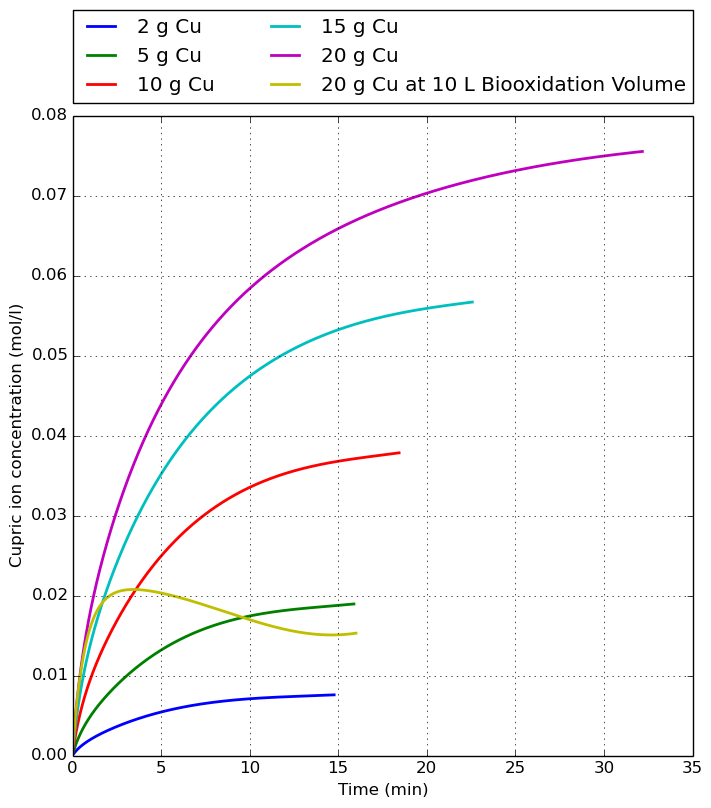 2 g Cu
5 g Cu
10 g Cu
15 g Cu
20 g Cu
20 g Cu at 10 L Biooxidation Volume
0.08
0.07
0.06
0.05
0.04
0.03
0.02
0.01
0.00
Cupric ion concentration (mol/l)
0 5 10 15 20 25 30 35
Time (min)